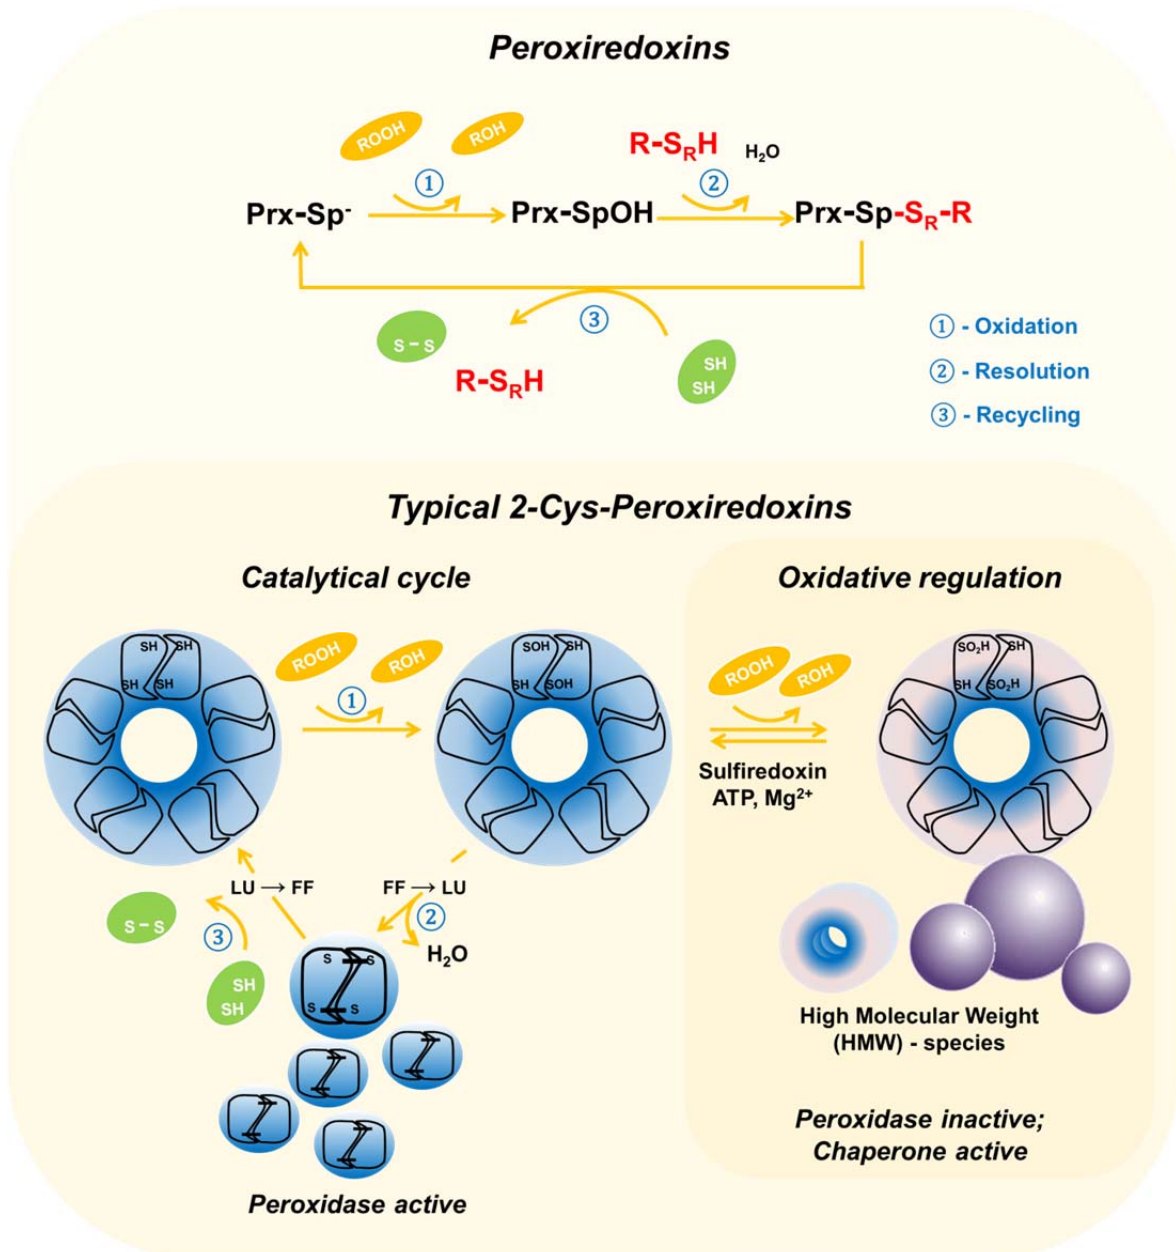 Peroxiredoxins
ROOH
ROH
R-SRH
H2O
①
②
Prx-Sp-
Prx-SpOH
Prx-Sp-SR-R
③
S – S
R-SRH
SH
SH
① - Oxidation
② - Resolution
③ - Recycling
Typical 2-Cys-Peroxiredoxins
Catalytical cycle
Oxidative regulation
SH SH
SH SH
ROOH
ROH
①
SOH SH
SH SOH
ROOH
ROH
SO2H SH
SH SO2H
Sulfiredoxin
ATP, Mg2+
LU → FF
FF → LU
S – S
③
②
H2O
SH
SH
S S
S S
High Molecular Weight
(HMW) - species
Peroxidase inactive;
Chaperone active
Peroxidase active